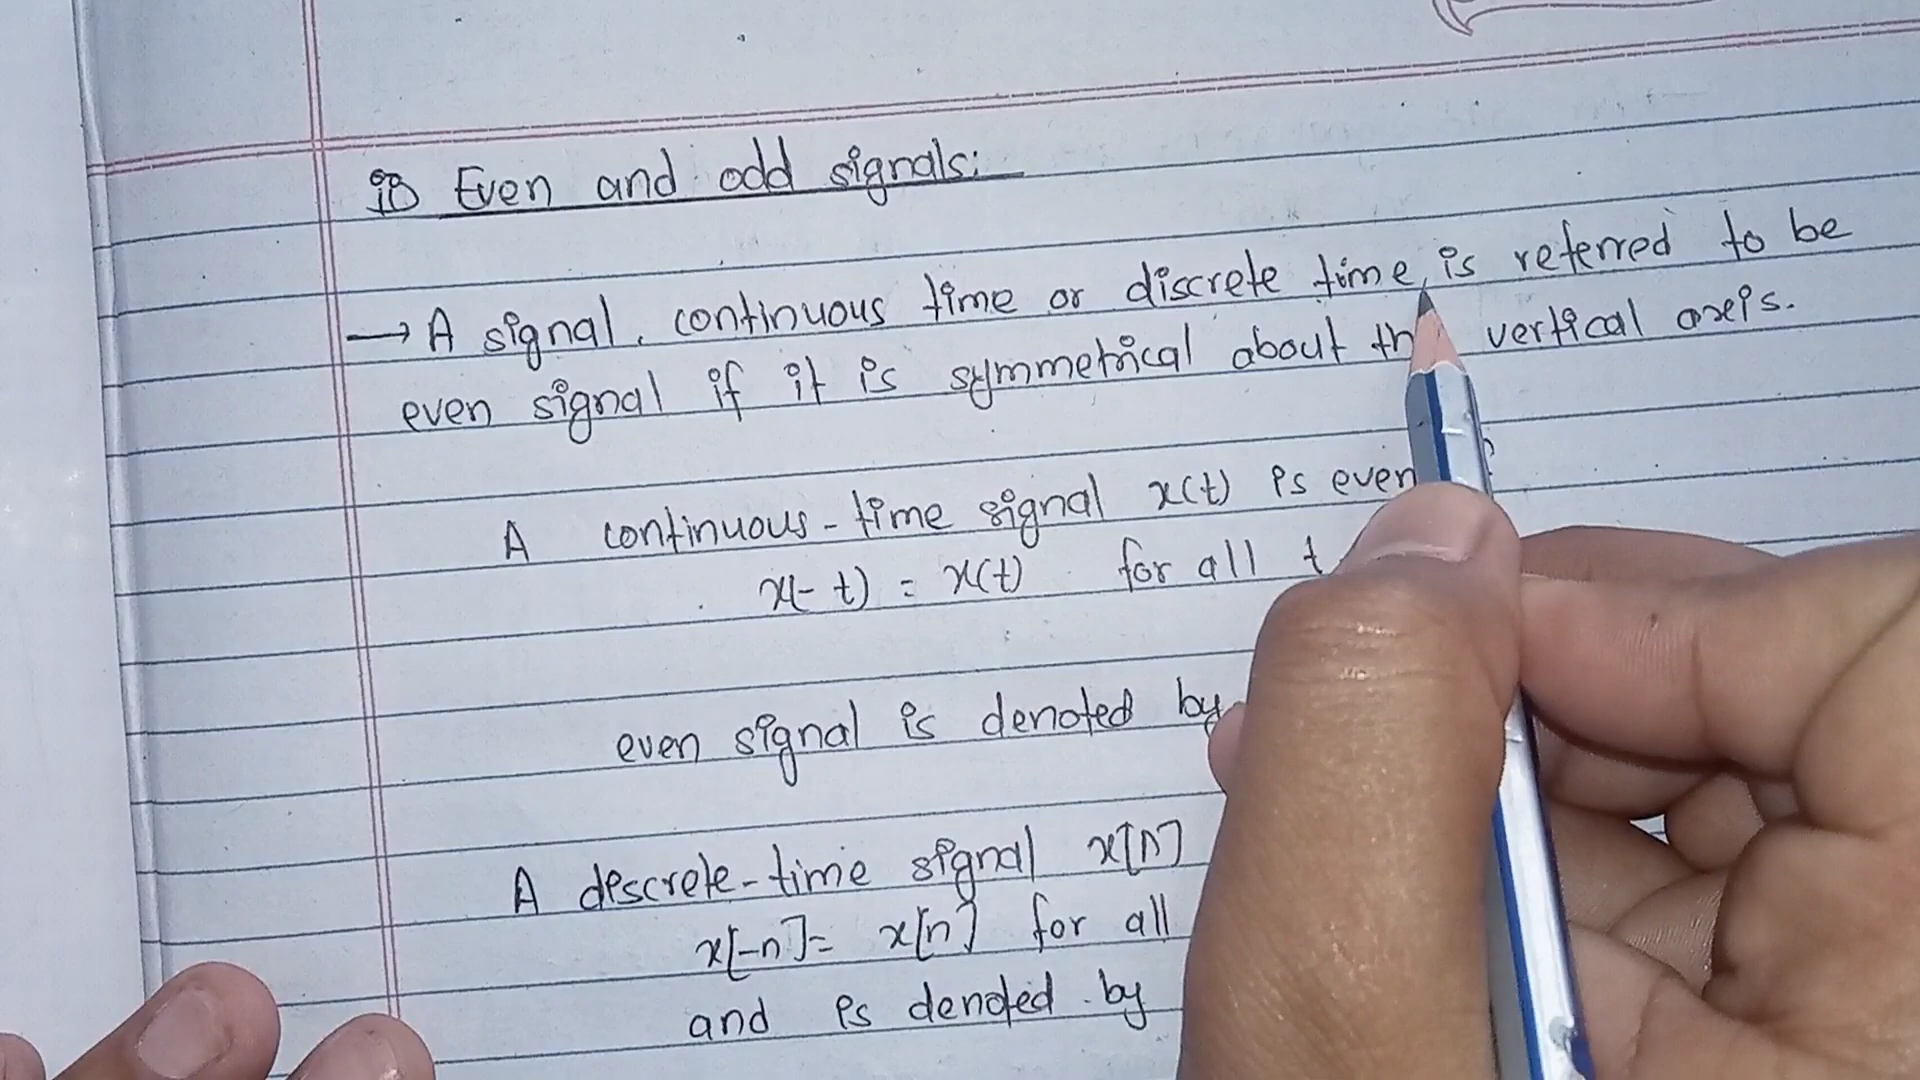 ii) Even and odd signals:
→ A signal, continuous time or discrete time, is referred to be
even signal if it is symmetrical about vertical axis.
A continuous-time signal x(t) is even
x(-t) = x(t) for all t
even signal is denoted by
A discrete-time signal x[n]
x[-n] = x[n] for all
and is denoted by